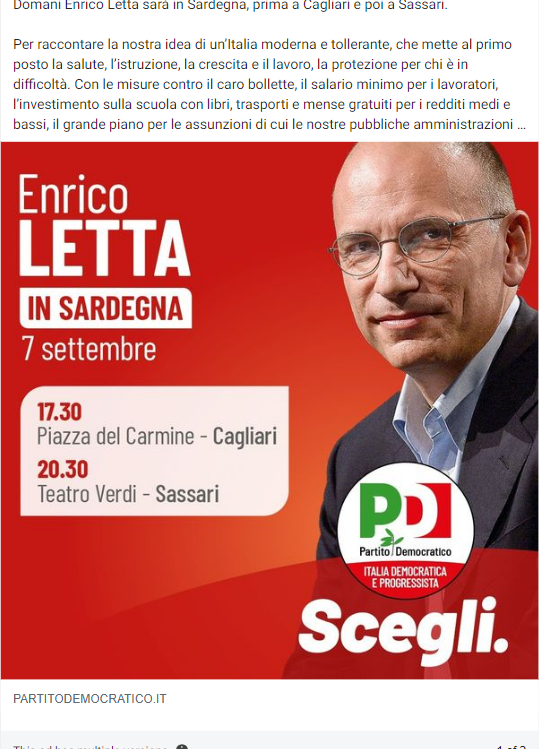 Domani Enrico Letta sarà in Sardegna, prima a Cagliari e poi a Sassari.
Per raccontare la nostra idea di un'Italia moderna e tollerante, che mette al primo
posto la salute, l'istruzione, la crescita e il lavoro, la protezione per chi è in
difficoltà. Con le misure contro il caro bollette, il salario minimo per i lavoratori,
l'investimento sulla scuola con libri, trasporti e mense gratuiti per i redditi medi e
bassi, il grande piano per le assunzioni di cui le nostre pubbliche amministrazioni ...
Enrico
LETTA
IN SARDEGNA
7 settembre
17.30
Piazza del Carmine - Cagliari
20.30
Teatro Verdi - Sassari
PD
Partito Democratico
ITALIA DEMOCRATICA
E PROGRESSISTA
Scegli.
PARTITODEMOCRATICO.IT
This ad has multiple versions
1 of 2